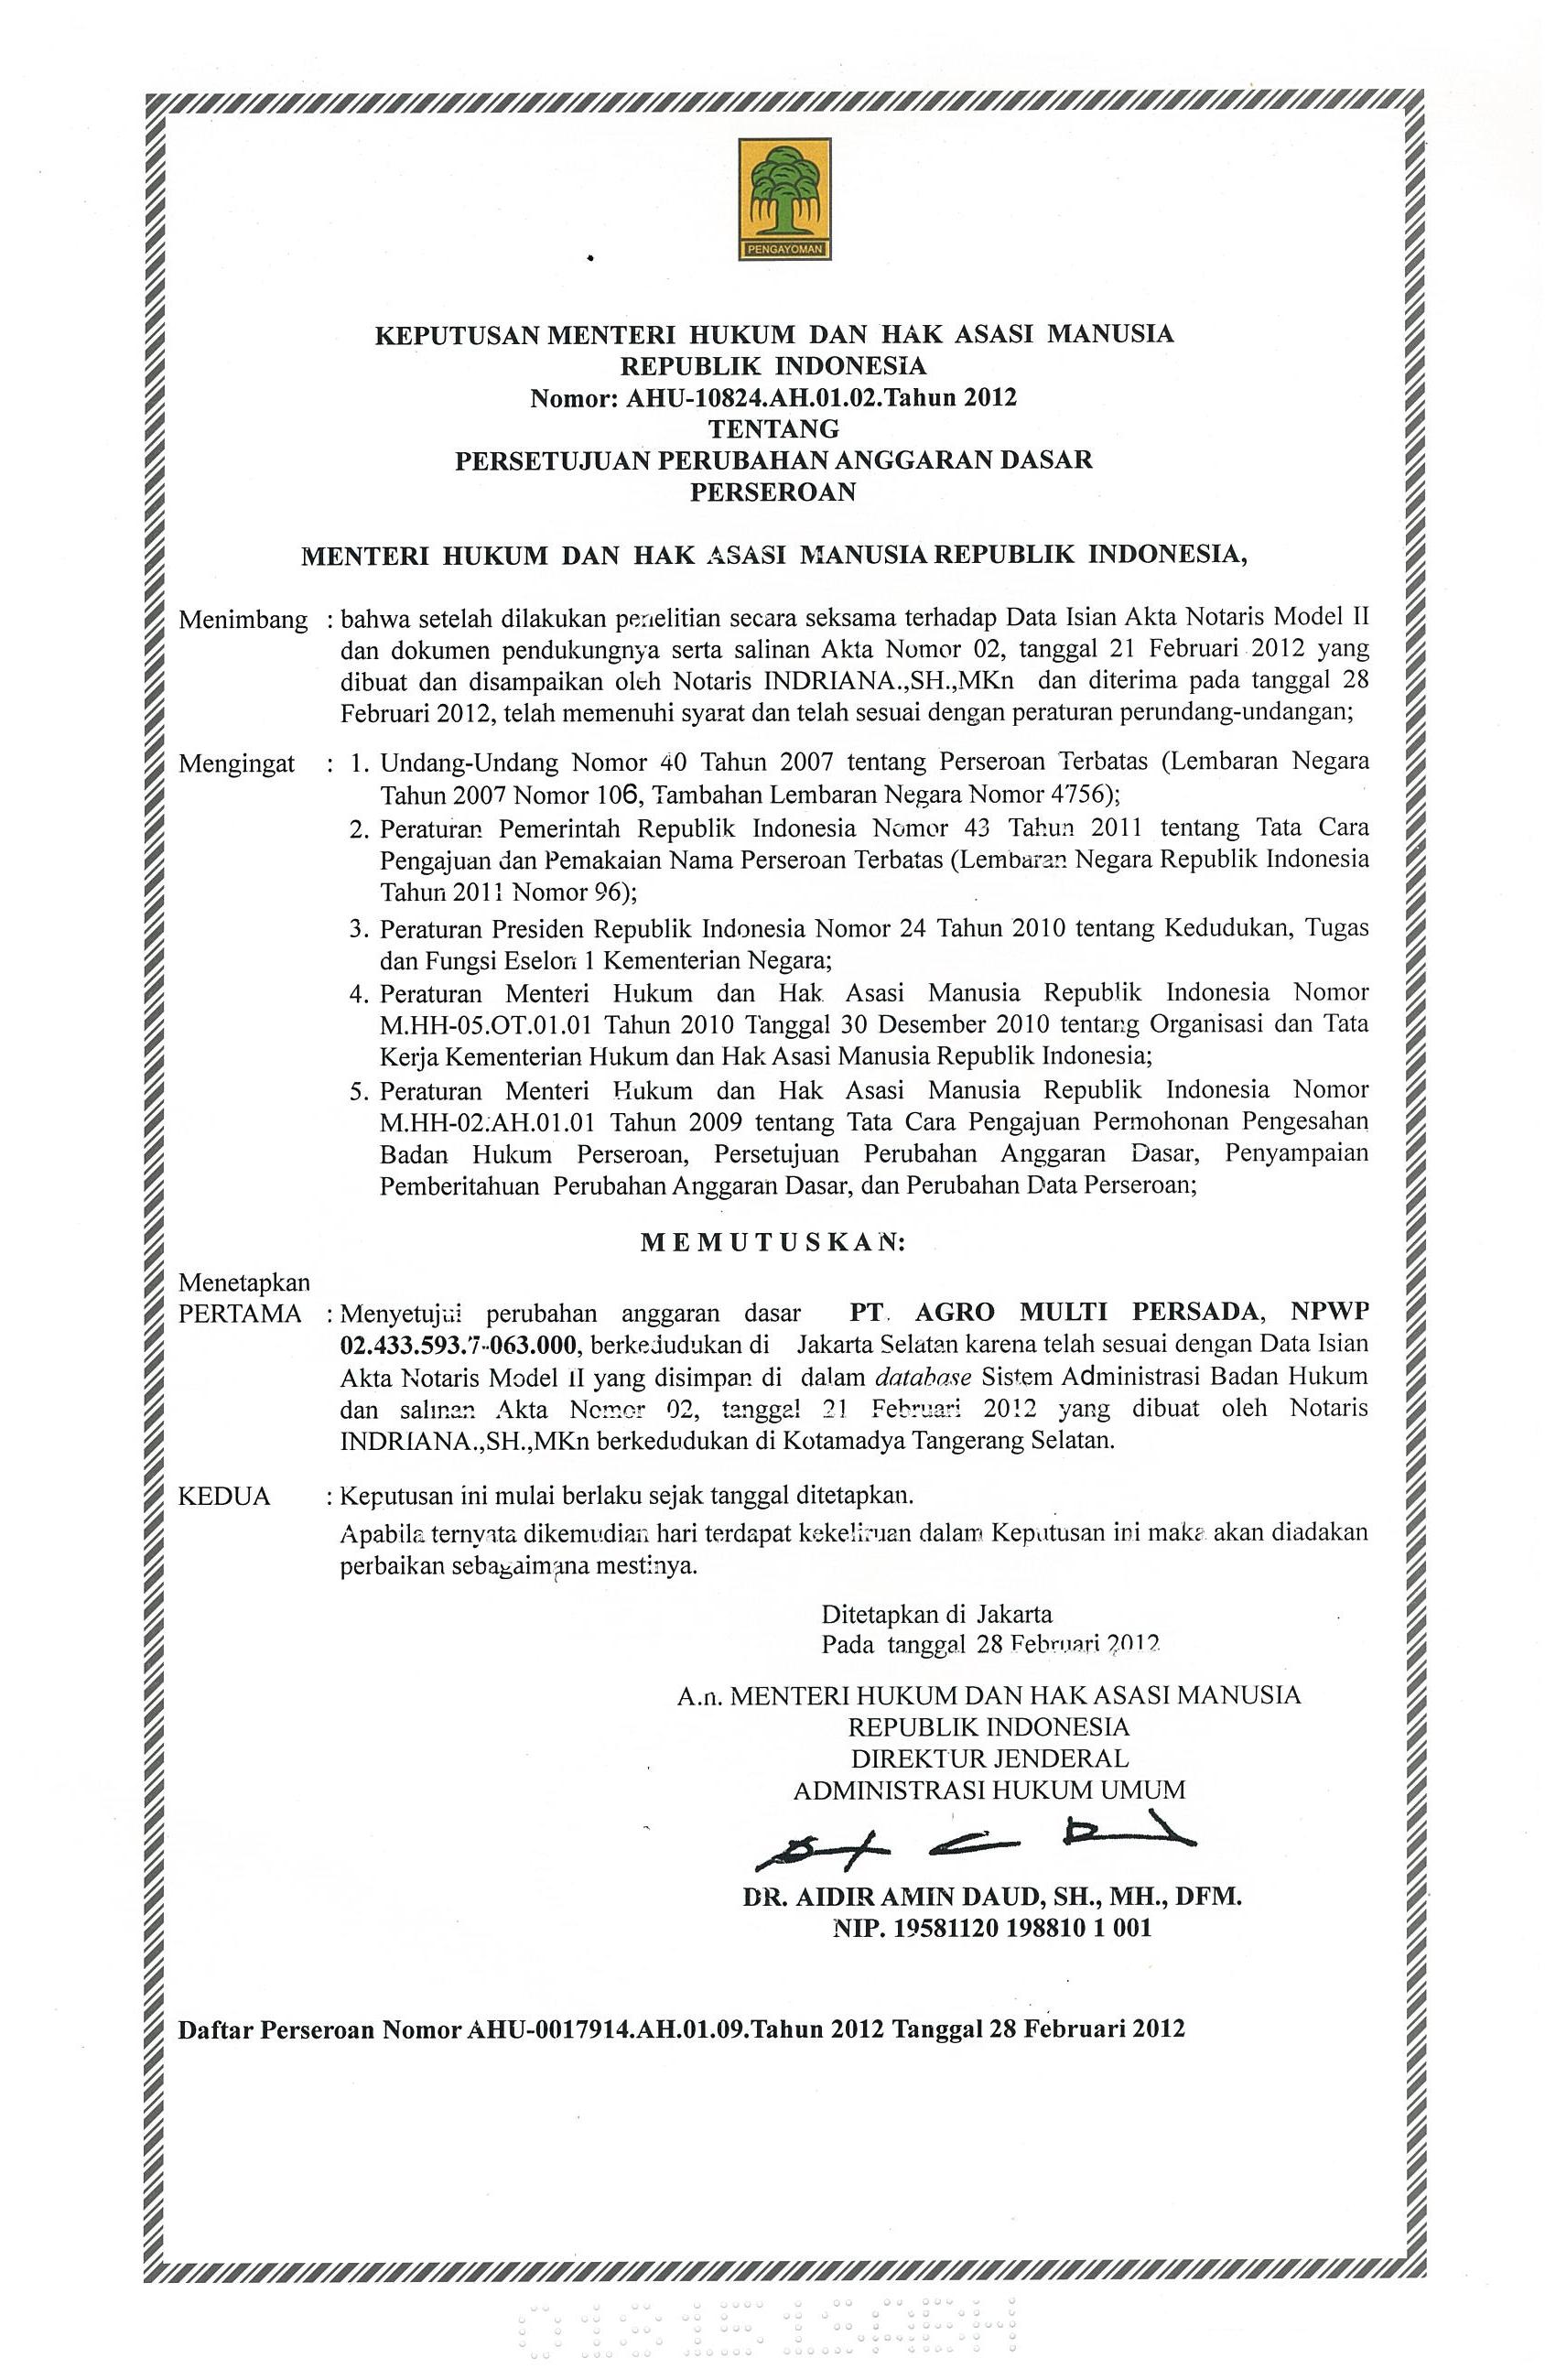 PENGAYOMAN
KEPUTUSAN MENTERI HUKUM DAN HAK ASASI MANUSIA
REPUBLIK INDONESIA
Nomor: AHU-10824.AH.01.02.Tahun 2012
TENTANG
PERSETUJUAN PERUBAHAN ANGGARAN DASAR
PERSEROAN
MENTERI HUKUM DAN HAK ASASI MANUSIA REPUBLIK INDONESIA,
Menimbang : bahwa setelah dilakukan penelitian secara seksama terhadap Data Isian Akta Notaris Model II
dan dokumen pendukungnya serta salinan Akta Nomor 02, tanggal 21 Februari 2012 yang
dibuat dan disampaikan oleh Notaris INDRIANA.,SH.,MKn dan diterima pada tanggal 28
Februari 2012, telah memenuhi syarat dan telah sesuai dengan peraturan perundang-undangan;
Mengingat : 1. Undang-Undang Nomor 40 Tahun 2007 tentang Perseroan Terbatas (Lembaran Negara
Tahun 2007 Nomor 106, Tambahan Lembaran Negara Nomor 4756);
2. Peraturan Pemerintah Republik Indonesia Nomor 43 Tahun 2011 tentang Tata Cara
Pengajuan dan Pemakaian Nama Perseroan Terbatas (Lembaran Negara Republik Indonesia
Tahun 2011 Nomor 96);
3. Peraturan Presiden Republik Indonesia Nomor 24 Tahun 2010 tentang Kedudukan, Tugas
dan Fungsi Eselon 1 Kementerian Negara;
4. Peraturan Menteri Hukum dan Hak Asasi Manusia Republik Indonesia Nomor
M.HH-05.OT.01.01 Tahun 2010 Tanggal 30 Desember 2010 tentang Organisasi dan Tata
Kerja Kementerian Hukum dan Hak Asasi Manusia Republik Indonesia;
5. Peraturan Menteri Hukum dan Hak Asasi Manusia Republik Indonesia Nomor
M.HH-02.AH.01.01 Tahun 2009 tentang Tata Cara Pengajuan Permohonan Pengesahan
Badan Hukum Perseroan, Persetujuan Perubahan Anggaran Dasar, Penyampaian
Pemberitahuan Perubahan Anggaran Dasar, dan Perubahan Data Perseroan;
M E M U T U S K A N:
Menetapkan
PERTAMA : Menyetujui perubahan anggaran dasar PT. AGRO MULTI PERSADA, NPWP
02.433.593.7-063.000, berkedudukan di Jakarta Selatan karena telah sesuai dengan Data Isian
Akta Notaris Model II yang disimpan di dalam database Sistem Administrasi Badan Hukum
dan salinan Akta Nomor 02, tanggal 21 Februari 2012 yang dibuat oleh Notaris
INDRIANA.,SH.,MKn berkedudukan di Kotamadya Tangerang Selatan.
KEDUA : Keputusan ini mulai berlaku sejak tanggal ditetapkan.
Apabila ternyata dikemudian hari terdapat kekeliruan dalam Keputusan ini maka akan diadakan
perbaikan sebagaimana mestinya.
Ditetapkan di Jakarta
Pada tanggal 28 Februari 2012
A.n. MENTERI HUKUM DAN HAK ASASI MANUSIA
REPUBLIK INDONESIA
DIREKTUR JENDERAL
ADMINISTRASI HUKUM UMUM
DR. AIDIR AMIN DAUD, SH., MH., DFM.
NIP. 19581120 198810 1 001
Daftar Perseroan Nomor AHU-0017914.AH.01.09.Tahun 2012 Tanggal 28 Februari 2012